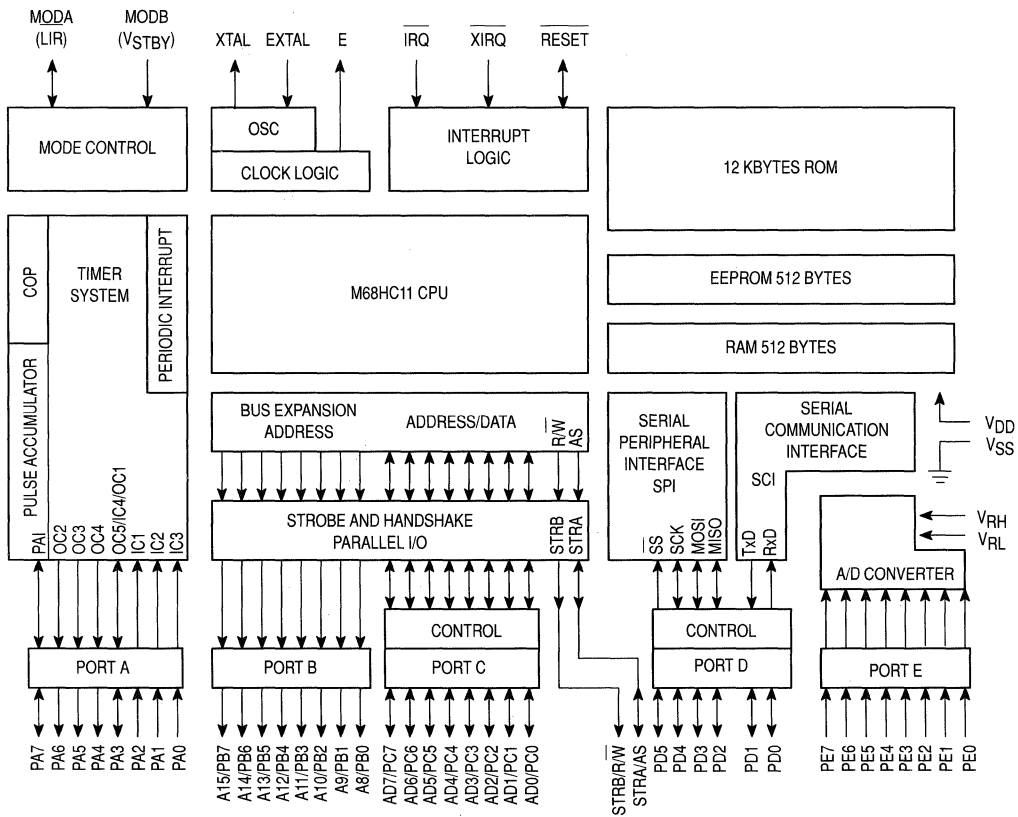 MODA
(LIR)
MODB
(VSTBY)
XTAL EXTAL E
IRQ XIRQ RESET
MODE CONTROL
OSC
CLOCK LOGIC
INTERRUPT
LOGIC
12 KBYTES ROM
COP
TIMER
SYSTEM
PERIODIC INTERRUPT
M68HC11 CPU
EEPROM 512 BYTES
RAM 512 BYTES
PULSE ACCUMULATOR
BUS EXPANSION
ADDRESS
ADDRESS/DATA
R/W
AS
SERIAL
PERIPHERAL
INTERFACE
SPI
SERIAL
COMMUNICATION
INTERFACE
SCI
VDD
VSS
PAI
OC2
OC3
OC4
OC5/IC4/OC1
IC1
IC2
IC3
STROBE AND HANDSHAKE
PARALLEL I/O
STRB
STRA
SS
SCK
MOSI
MISO
TxD
RxD
VRH
VRL
A/D CONVERTER
CONTROL
CONTROL
PORT A
PORT B
PORT C
PORT D
PORT E
PA7
PA6
PA5
PA4
PA3
PA2
PA1
PA0
A15/PB7
A14/PB6
A13/PB5
A12/PB4
A11/PB3
A10/PB2
A9/PB1
A8/PB0
AD7/PC7
AD6/PC6
AD5/PC5
AD4/PC4
AD3/PC3
AD2/PC2
AD1/PC1
AD0/PC0
STRB/R/W
STRA/AS
PD5
PD4
PD3
PD2
PD1
PD0
PE7
PE6
PE5
PE4
PE3
PE2
PE1
PE0